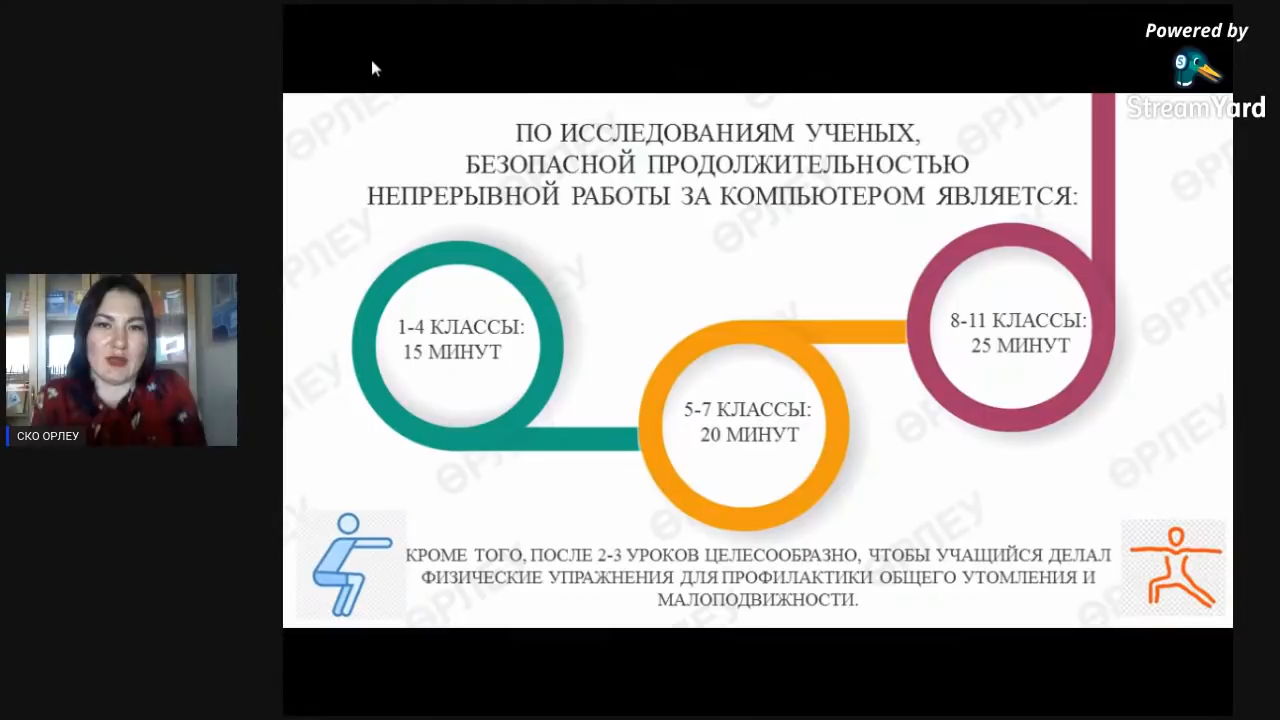 Powered by
StreamYard
ПО ИССЛЕДОВАНИЯМ УЧЕНЫХ,
БЕЗОПАСНОЙ ПРОДОЛЖИТЕЛЬНОСТЬЮ
НЕПРЕРЫВНОЙ РАБОТЫ ЗА КОМПЬЮТЕРОМ ЯВЛЯЕТСЯ:
1-4 КЛАССЫ:
15 МИНУТ
5-7 КЛАССЫ:
20 МИНУТ
8-11 КЛАССЫ:
25 МИНУТ
СКО ОРЛЕУ
КРОМЕ ТОГО, ПОСЛЕ 2-3 УРОКОВ ЦЕЛЕСООБРАЗНО, ЧТОБЫ УЧАЩИЙСЯ ДЕЛАЛ
ФИЗИЧЕСКИЕ УПРАЖНЕНИЯ ДЛЯ ПРОФИЛАКТИКИ ОБЩЕГО УТОМЛЕНИЯ И
МАЛОПОДВИЖНОСТИ.
ӨРЛЕУ